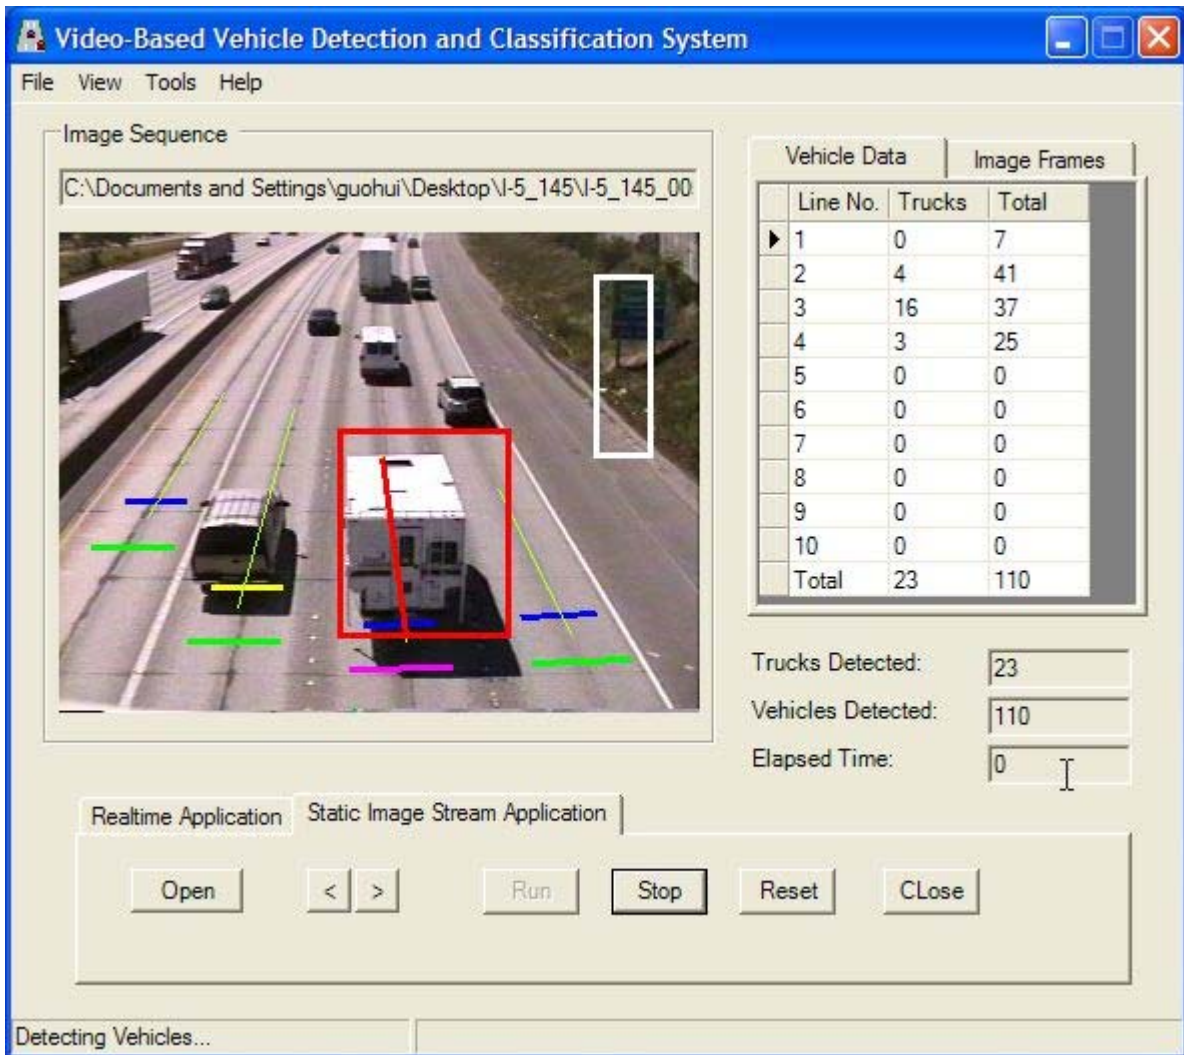 Video-Based Vehicle Detection and Classification System
File View Tools Help
Image Sequence
C:\Documents and Settings\guohui\Desktop\I-5_145\I-5_145_00
Vehicle Data Image Frames
Line No. Trucks Total
1 0 7
2 4 41
3 16 37
4 3 25
5 0 0
6 0 0
7 0 0
8 0 0
9 0 0
10 0 0
Total 23 110
Trucks Detected: 23
Vehicles Detected: 110
Elapsed Time: 0
Realtime Application Static Image Stream Application
Open < > Run Stop Reset CLose
Detecting Vehicles...